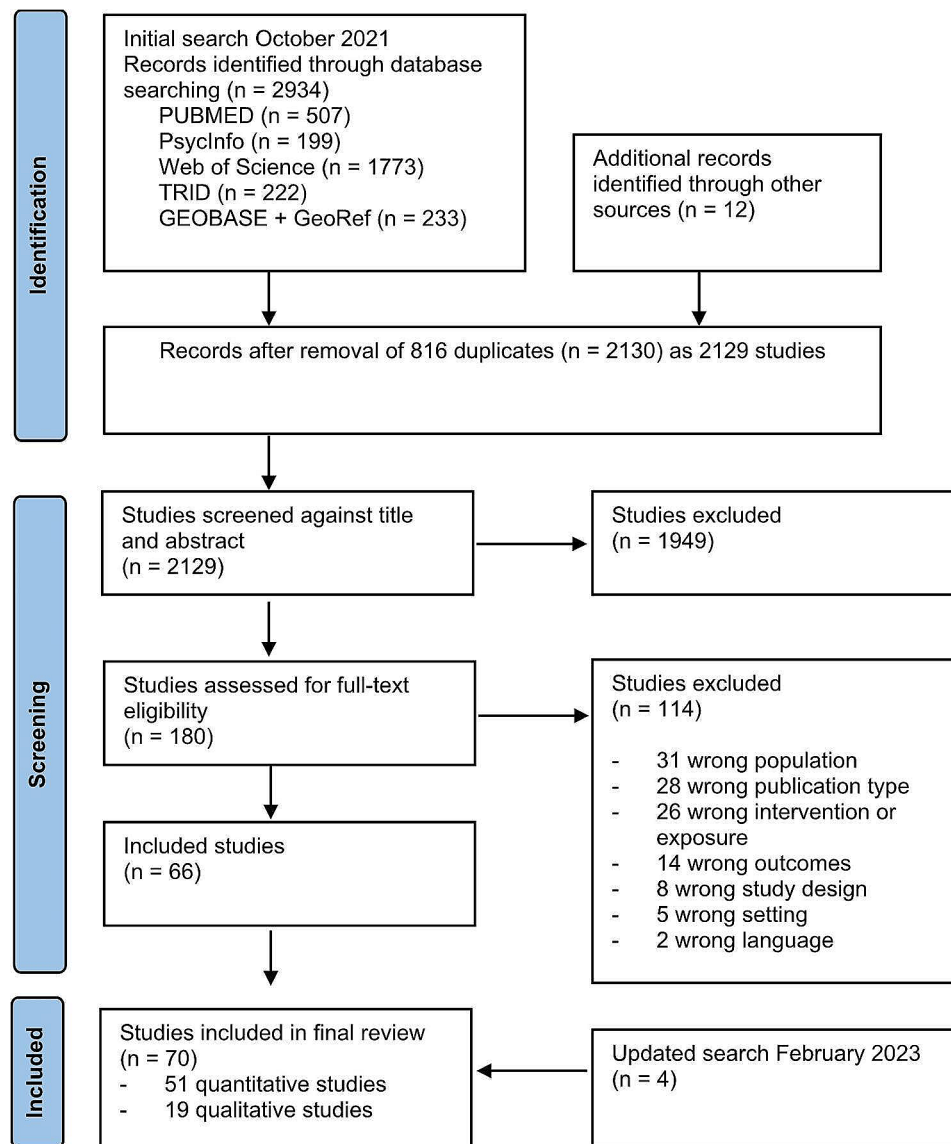 Identification
Initial search October 2021
Records identified through database
searching (n = 2934)
PUBMED (n = 507)
PsycInfo (n = 199)
Web of Science (n = 1773)
TRID (n = 222)
GEOBASE + GeoRef (n = 233)
Additional records
identified through other
sources (n = 12)
Records after removal of 816 duplicates (n = 2130) as 2129 studies
Screening
Studies screened against title
and abstract
(n = 2129)
Studies excluded
(n = 1949)
Studies assessed for full-text
eligibility
(n = 180)
Studies excluded
(n = 114)
- 31 wrong population
- 28 wrong publication type
- 26 wrong intervention or
exposure
- 14 wrong outcomes
- 8 wrong study design
- 5 wrong setting
- 2 wrong language
Included studies
(n = 66)
Included
Studies included in final review
(n = 70)
- 51 quantitative studies
- 19 qualitative studies
Updated search February 2023
(n = 4)